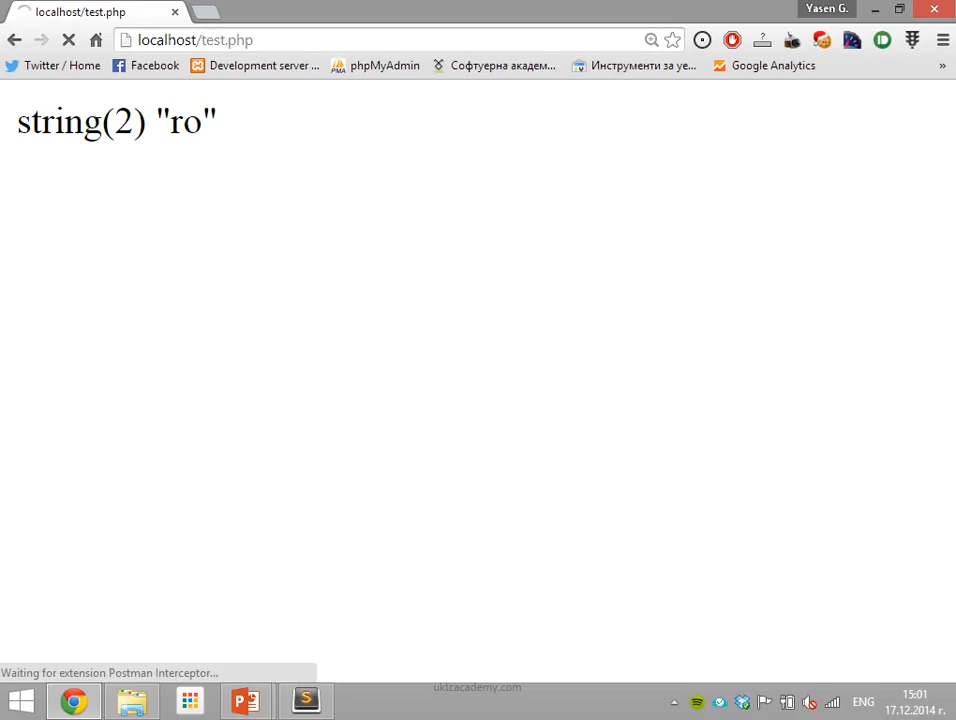 localhost/test.php
Yasen G.
localhost/test.php
Twitter / Home
Facebook
Development server ...
phpMyAdmin
Софтуерна академ...
Инструменти за уе...
Google Analytics
»
string(2) "ro"
Waiting for extension Postman Interceptor...
uktcacademy.com
ЕНГ
15:01
17.12.2014 г.